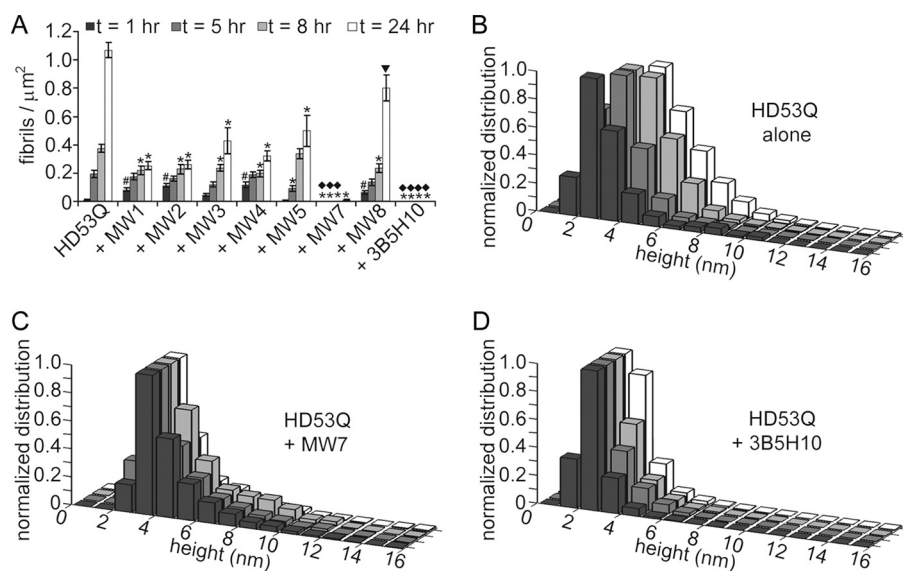 A
t = 1 hr t = 5 hr t = 8 hr t = 24 hr
fibrils / μm²
1.2
1.0
0.8
0.6
0.4
0.2
0
# * *
# * *
* *
# * *
* *
◆◆◆
****
* ▼
◆◆◆◆
****
HD53Q
+ MW1
+ MW2
+ MW3
+ MW4
+ MW5
+ MW7
+ MW8
+ 3B5H10
B
HD53Q
alone
normalized distribution
1.0
0.8
0.6
0.4
0.2
0
0 2 4 6 8 10 12 14 16
height (nm)
C
HD53Q
+ MW7
normalized distribution
1.0
0.8
0.6
0.4
0.2
0
0 2 4 6 8 10 12 14 16
height (nm)
D
HD53Q
+ 3B5H10
normalized distribution
1.0
0.8
0.6
0.4
0.2
0
0 2 4 6 8 10 12 14 16
height (nm)